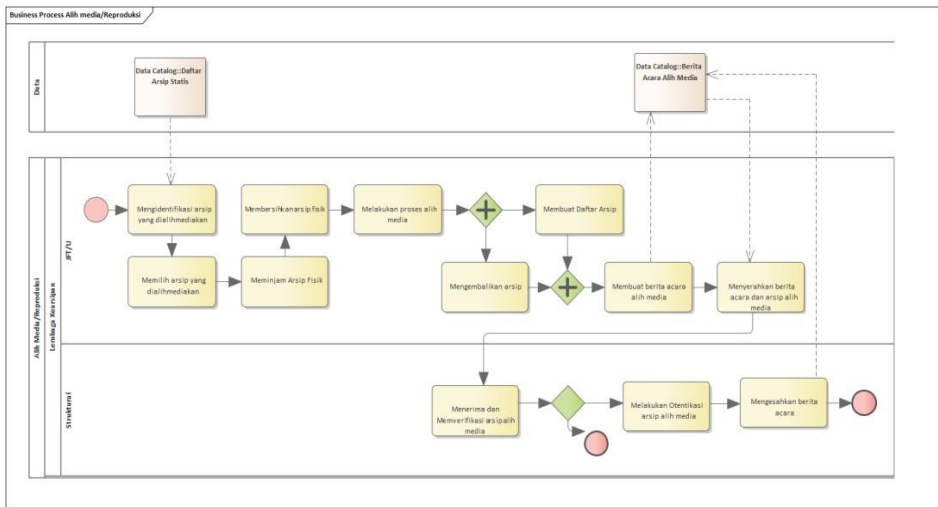 Business Process Alih media/Reproduksi
Data
Data Catalog::Daftar
Arsip Statis
Data Catalog::Berita
Acara Alih Media
Alih Media/Reproduksi
Lembaga Kearsipan
JFT/U
Mengidentifikasi arsip
yang dialihmediakan
Membersihkan arsip fisik
Melakukan proses alih
media
Membuat Daftar Arsip
Memilih arsip yang
dialihmediakan
Meminjam Arsip Fisik
Mengembalikan arsip
Membuat berita acara
alih media
Menyerahkan berita
acara dan arsip alih
media
Struktural
Menerima dan
Memverifikasi arsip alih
media
Melakukan Otentikasi
arsip alih media
Mengesahkan berita
acara